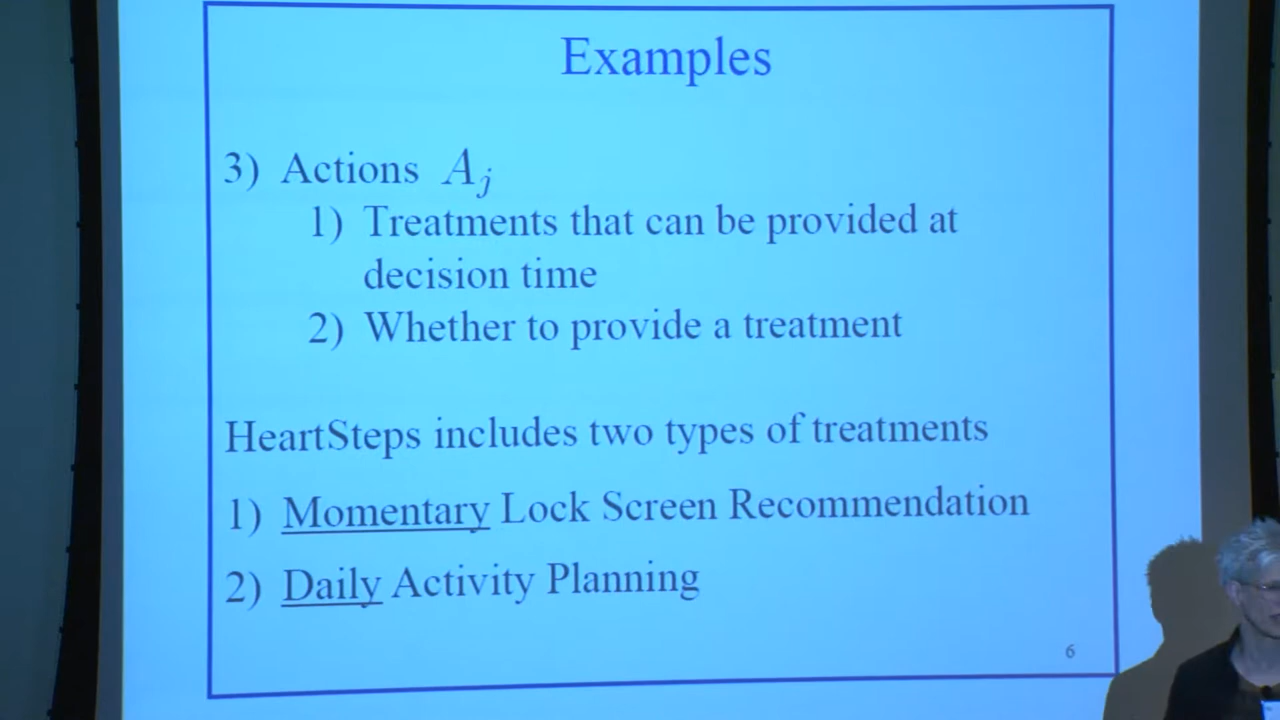 Examples
3) Actions A_j
1) Treatments that can be provided at
decision time
2) Whether to provide a treatment
HeartSteps includes two types of treatments
1) Momentary Lock Screen Recommendation
2) Daily Activity Planning
6